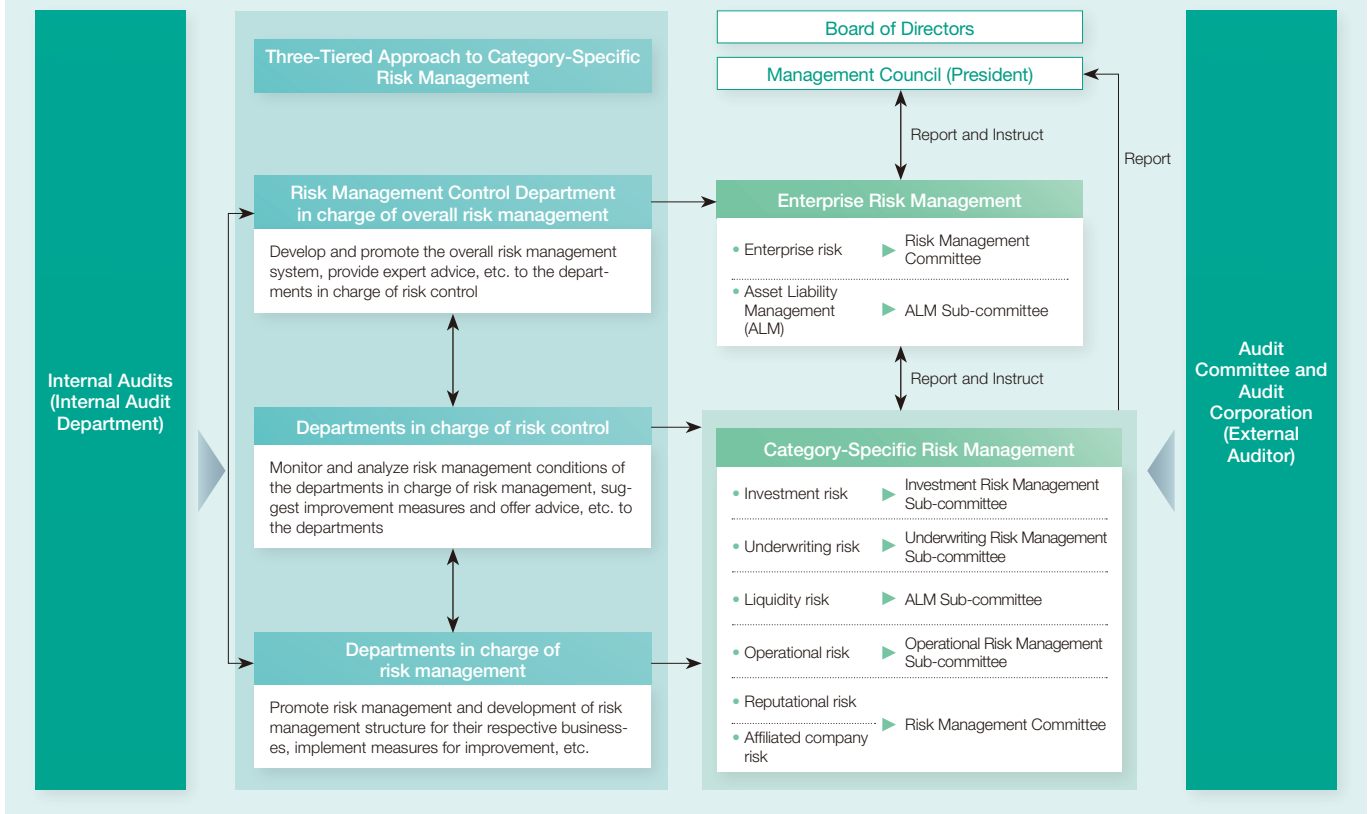 Internal Audits
(Internal Audit
Department)
Three-Tiered Approach to Category-Specific
Risk Management
Risk Management Control Department
in charge of overall risk management
Develop and promote the overall risk management
system, provide expert advice, etc. to the depart-
ments in charge of risk control
Departments in charge of risk control
Monitor and analyze risk management conditions of
the departments in charge of risk management, sug-
gest improvement measures and offer advice, etc. to
the departments
Departments in charge of
risk management
Promote risk management and development of risk
management structure for their respective business-
es, implement measures for improvement, etc.
Board of Directors
Management Council (President)
Report and Instruct
Report
Enterprise Risk Management
• Enterprise risk
Risk Management
Committee
• Asset Liability
Management
(ALM)
ALM Sub-committee
Report and Instruct
Category-Specific Risk Management
• Investment risk
Investment Risk Management
Sub-committee
• Underwriting risk
Underwriting Risk Management
Sub-committee
• Liquidity risk
ALM Sub-committee
• Operational risk
Operational Risk Management
Sub-committee
• Reputational risk
• Affiliated company
risk
Risk Management Committee
Audit
Committee and
Audit
Corporation
(External
Auditor)